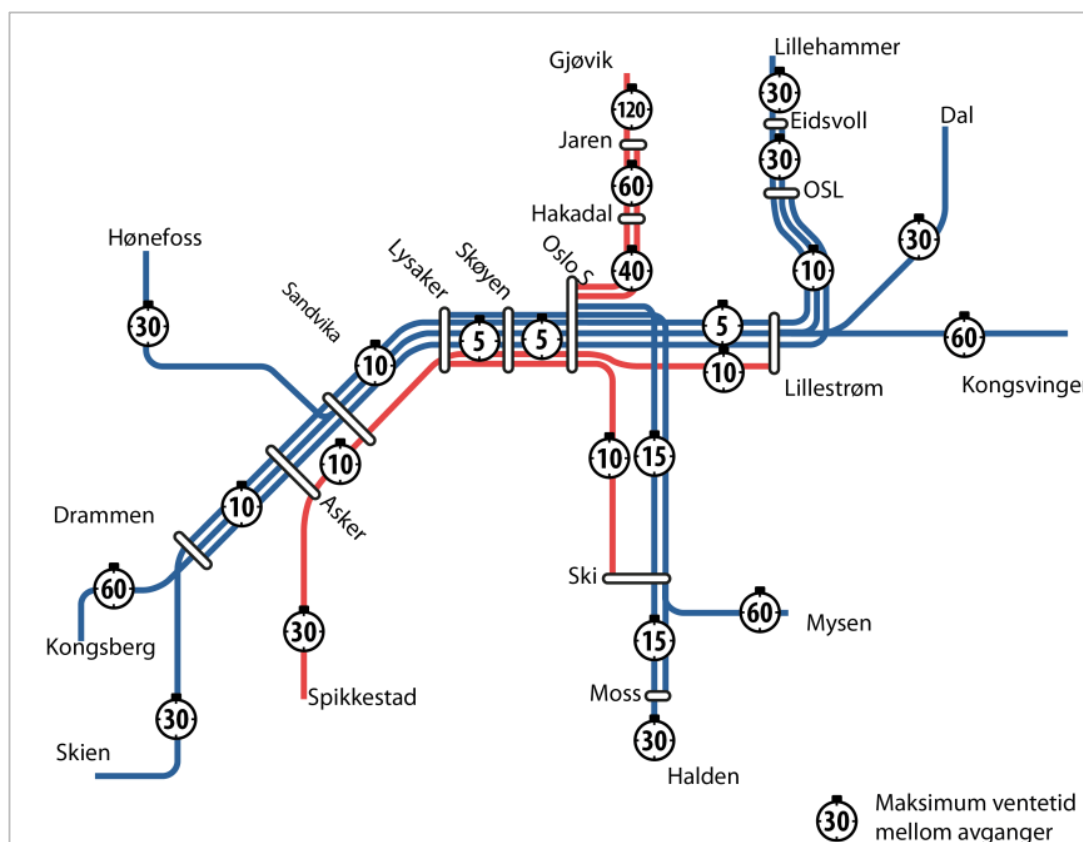 Lillehammer
Gjøvik
30
120
Eidsvoll
Dal
Jaren
30
60
OSL
Hakadal
Hønefoss
Lysaker
Skøyen
Oslo S
40
10
30
Sandvika
30
10
5
5
5
60
10
Lillestrøm
Kongsvinger
10
10
15
10
Drammen
Asker
Ski
60
60
Mysen
Kongsberg
30
15
Spikkestad
Moss
30
30
Skien
Halden
30
Maksimum ventetid
mellom avganger